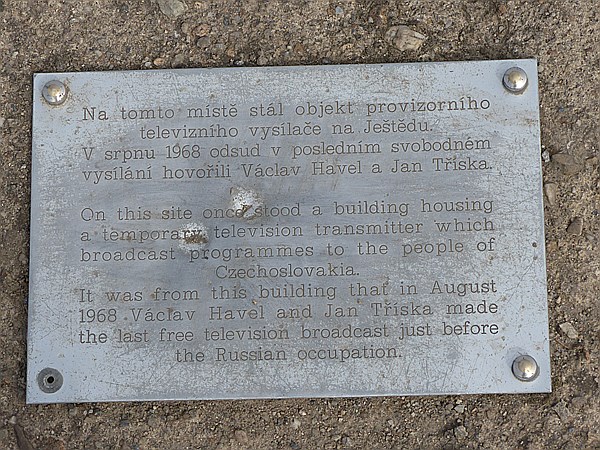 Na tomto místě stál objekt provizorního
televizního vysílače na Ještědu.
V srpnu 1968 odsud v posledním svobodném
vysílání hovořili Václav Havel a Jan Tříska.
On this site once stood a building housing
a temporary television transmitter which
broadcast programmes to the people of
Czechoslovakia.
It was from this building that in August
1968 Václav Havel and Jan Tříska made
the last free television broadcast just before
the Russian occupation.